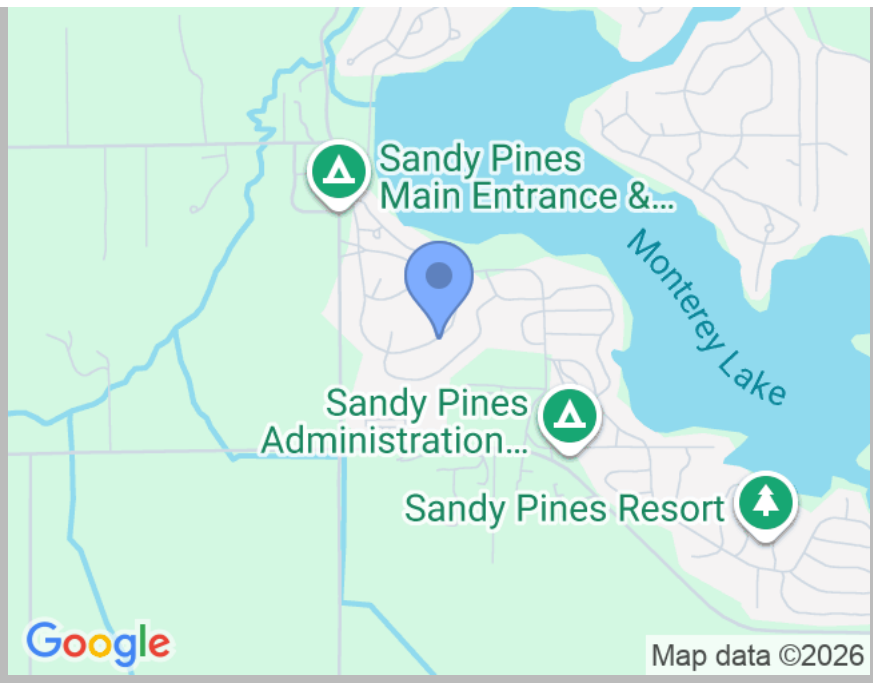 Sandy Pines
Main Entrance &...
Monterey Lake
Sandy Pines
Administration...
Sandy Pines Resort
Google
Map data ©2026